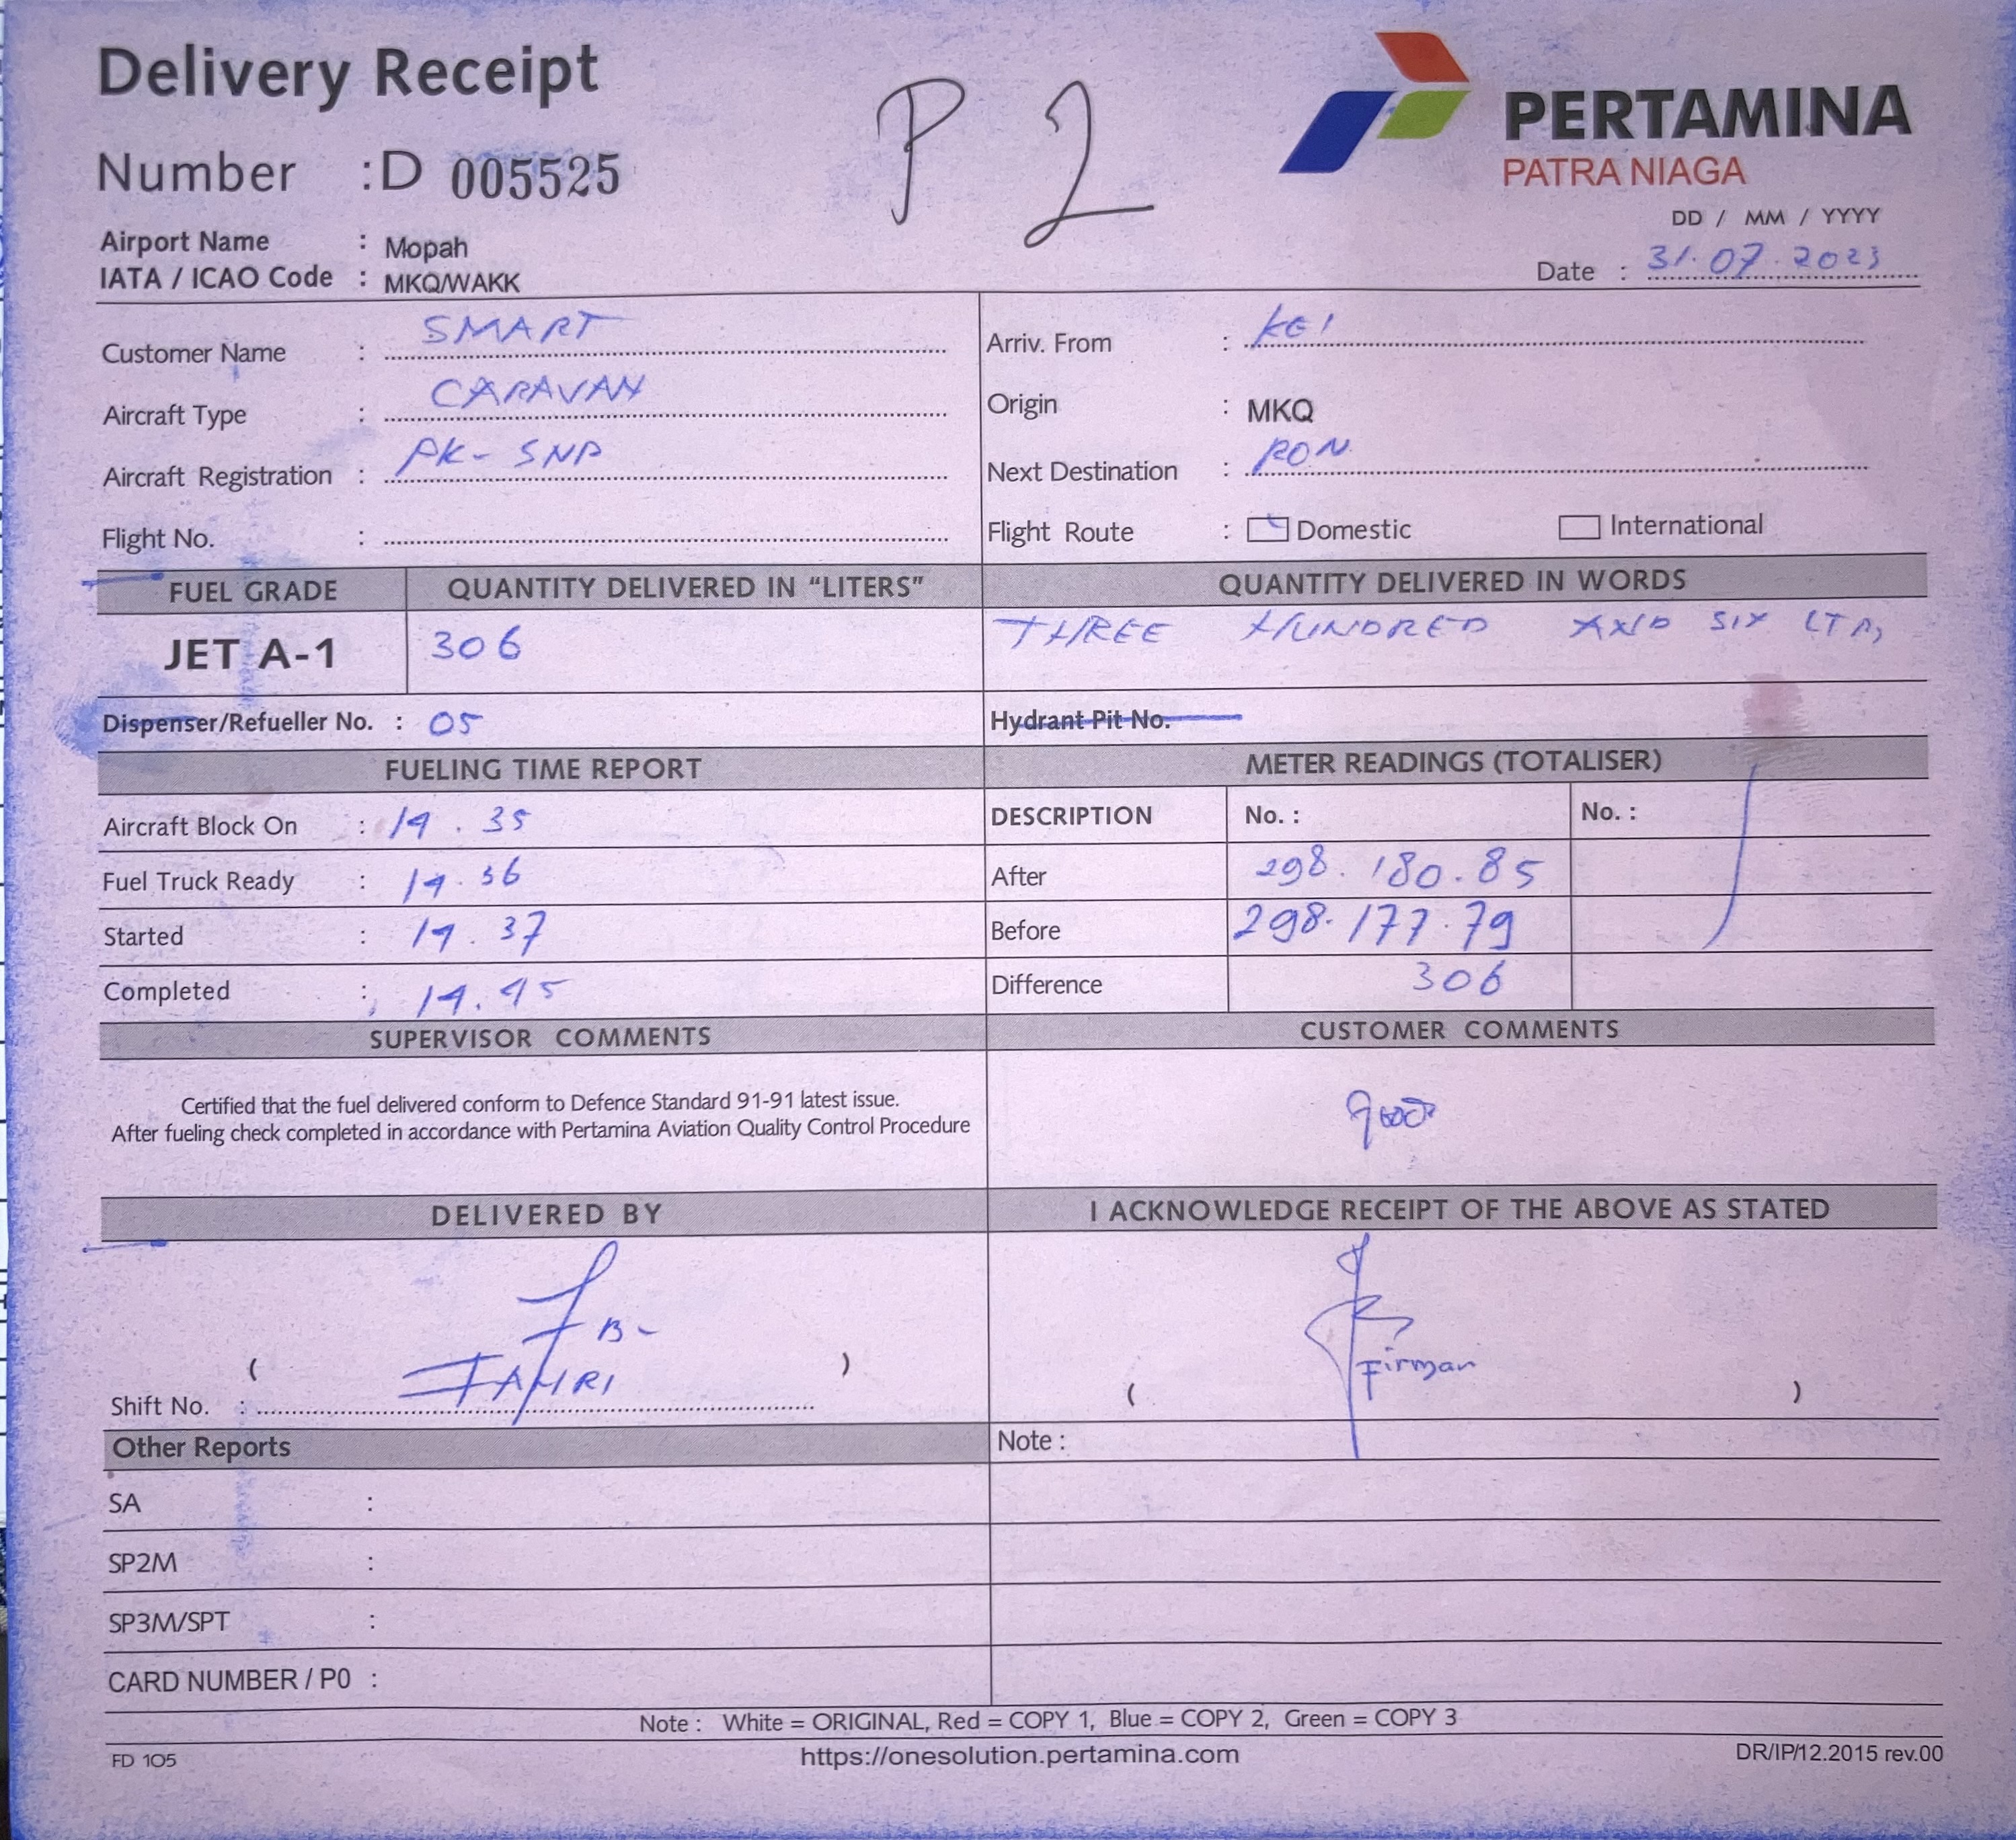 Delivery Receipt
P 2
PERTAMINA
PATRA NIAGA
Number : D 005525
DD / MM / YYYY
Airport Name : Mopah
IATA / ICAO Code : MKQ/WAKK
Date : 31.07.2023
Customer Name : SMART
Arriv. From : KEI
Aircraft Type : CARAVAN
Origin : MKQ
Aircraft Registration : PK-SNP
Next Destination : RON
Flight No. :
Flight Route : Domestic International
FUEL GRADE QUANTITY DELIVERED IN “LITERS” QUANTITY DELIVERED IN WORDS
JET A-1 306 THREE HUNDRED AND SIX LTR,
Dispenser/Refueller No. : 05 Hydrant Pit No.
FUELING TIME REPORT METER READINGS (TOTALISER)
Aircraft Block On : 14.35 DESCRIPTION No. : No. :
Fuel Truck Ready : 14.36 After 298.180.85
Started : 14.37 Before 298.177.79
Completed : 14.45 Difference 306
SUPERVISOR COMMENTS CUSTOMER COMMENTS
Certified that the fuel delivered conform to Defence Standard 91-91 latest issue.
After fueling check completed in accordance with Pertamina Aviation Quality Control Procedure
good
DELIVERED BY I ACKNOWLEDGE RECEIPT OF THE ABOVE AS STATED
( FAHRI )
( Firman )
Shift No. :
Other Reports Note :
SA :
SP2M :
SP3M/SPT :
CARD NUMBER / P0 :
Note : White = ORIGINAL, Red = COPY 1, Blue = COPY 2, Green = COPY 3
FD 105 https://onesolution.pertamina.com DR/IP/12.2015 rev.00